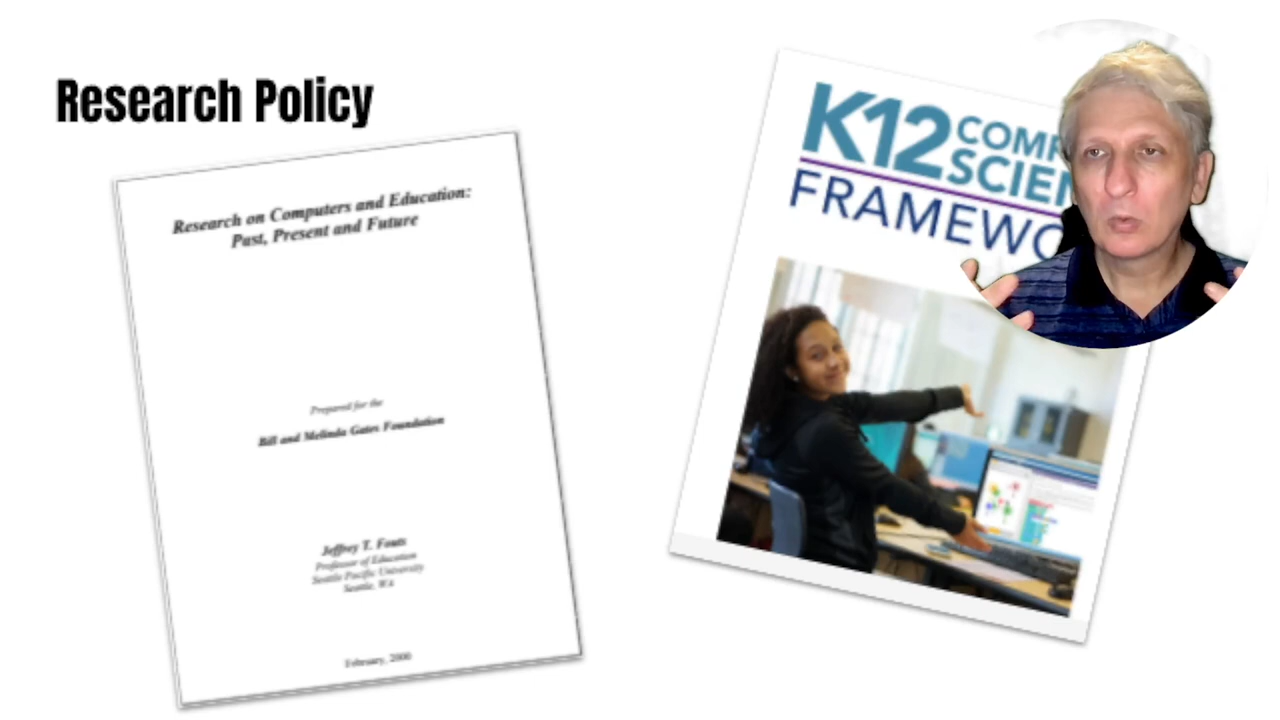 Research Policy
Research on Computers and Education:
Past, Present and Future
Prepared for the
Bill and Melinda Gates Foundation
Jeffrey T. Fouts
Professor of Education
Seattle Pacific University
Seattle, WA
February, 2000
K12 COMP
SCIEN
FRAMEWO